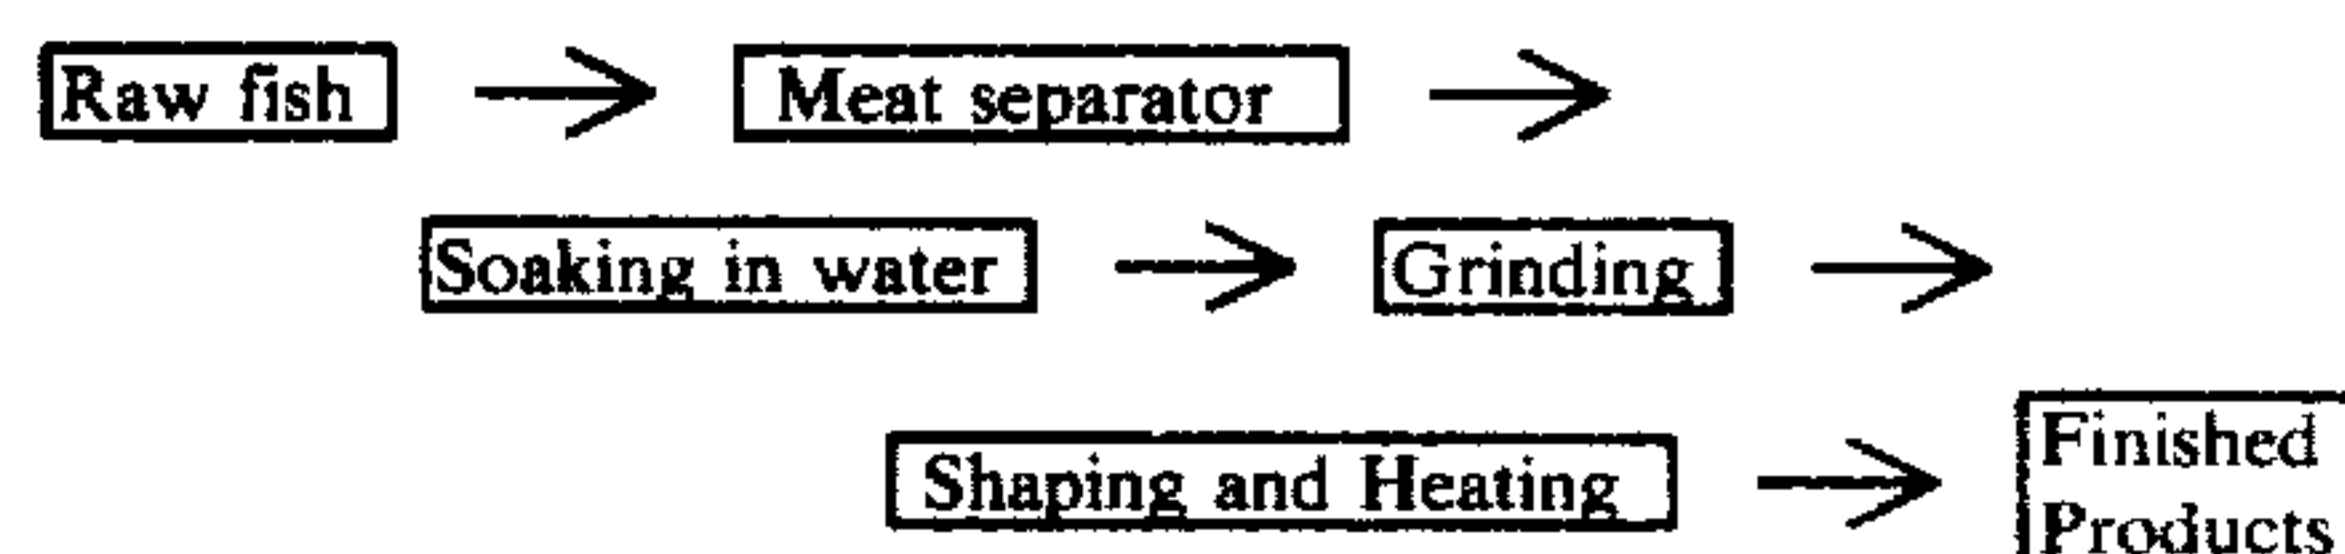 Raw fish → Meat separator →
Soaking in water → Grinding →
Shaping and Heating → Finished
Products